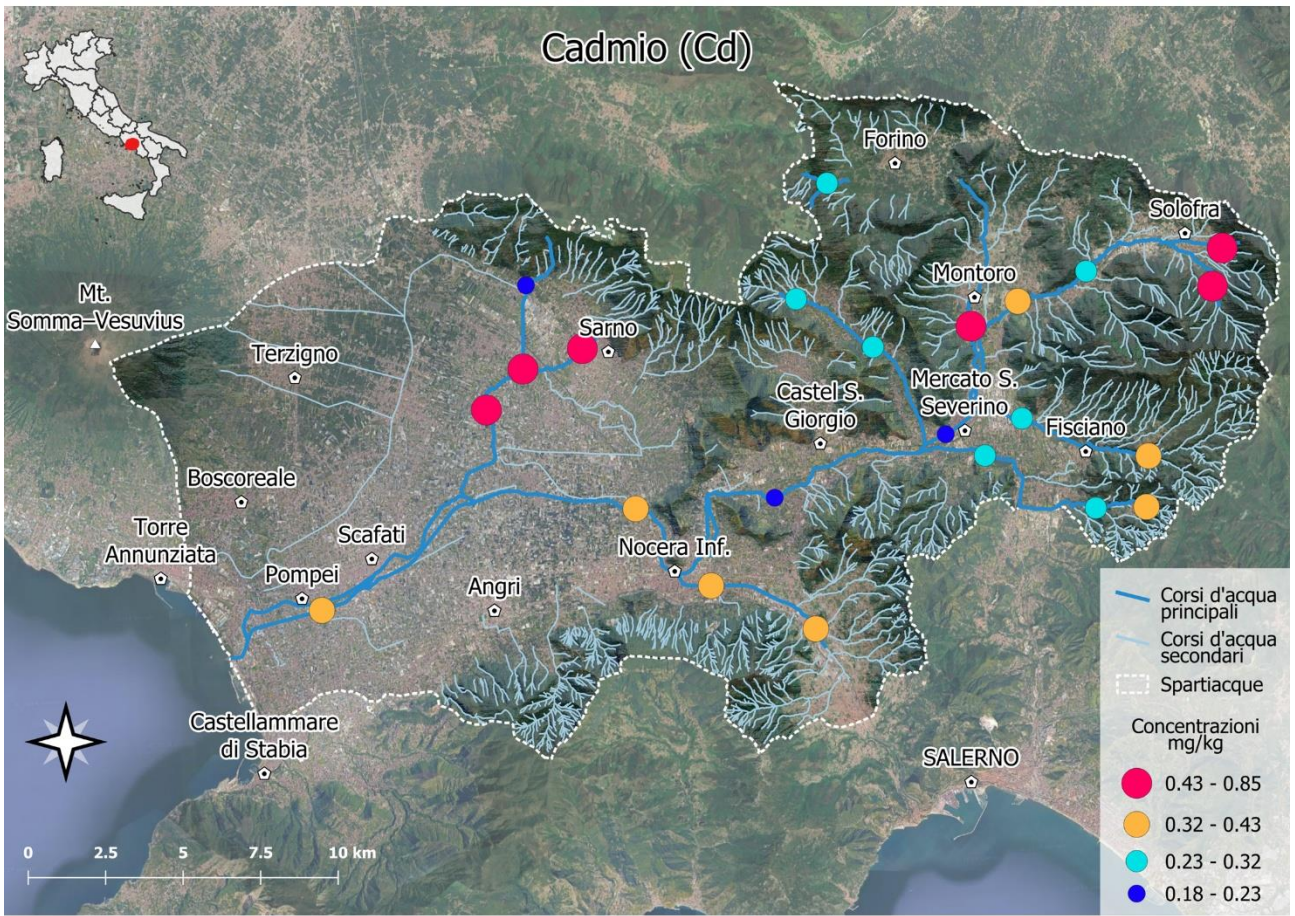 Cadmio (Cd)
Forino
Solofra
Montoro
Mt.
Somma–Vesuvius
Sarno
Terzigno
Mercato S.
Severino
Castel S.
Giorgio
Fisciano
Boscoreale
Scafati
Torre
Annunziata
Nocera Inf.
Pompei
Angri
Castellammare
di Stabia
SALERNO
0 2.5 5 7.5 10 km
Corsi d'acqua
principali
Corsi d'acqua
secondari
Spartiacque
Concentrazioni
mg/kg
0.43 - 0.85
0.32 - 0.43
0.23 - 0.32
0.18 - 0.23